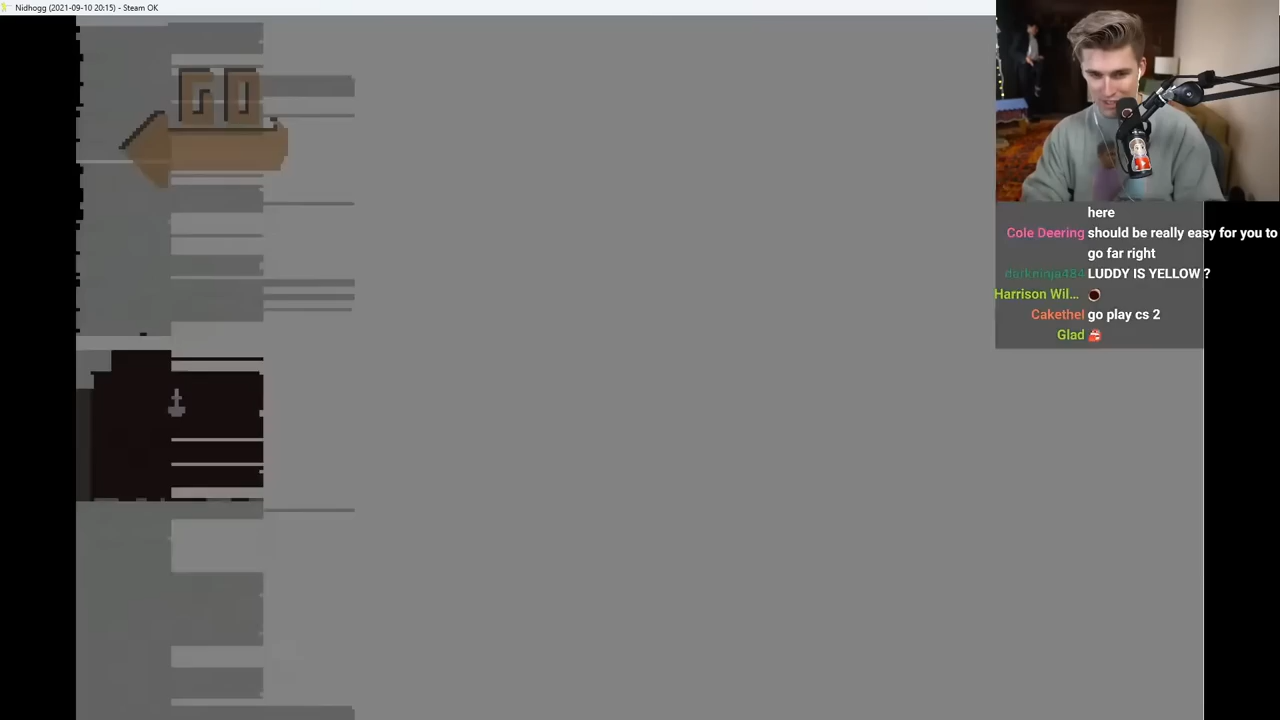 Nidhogg (2021-09-10 20:15) - Steam OK
GO
here
Cole Deering should be really easy for you to
go far right
darkninja484 LUDDY IS YELLOW ?
Harrison Wil...
Cakethel go play cs 2
Glad